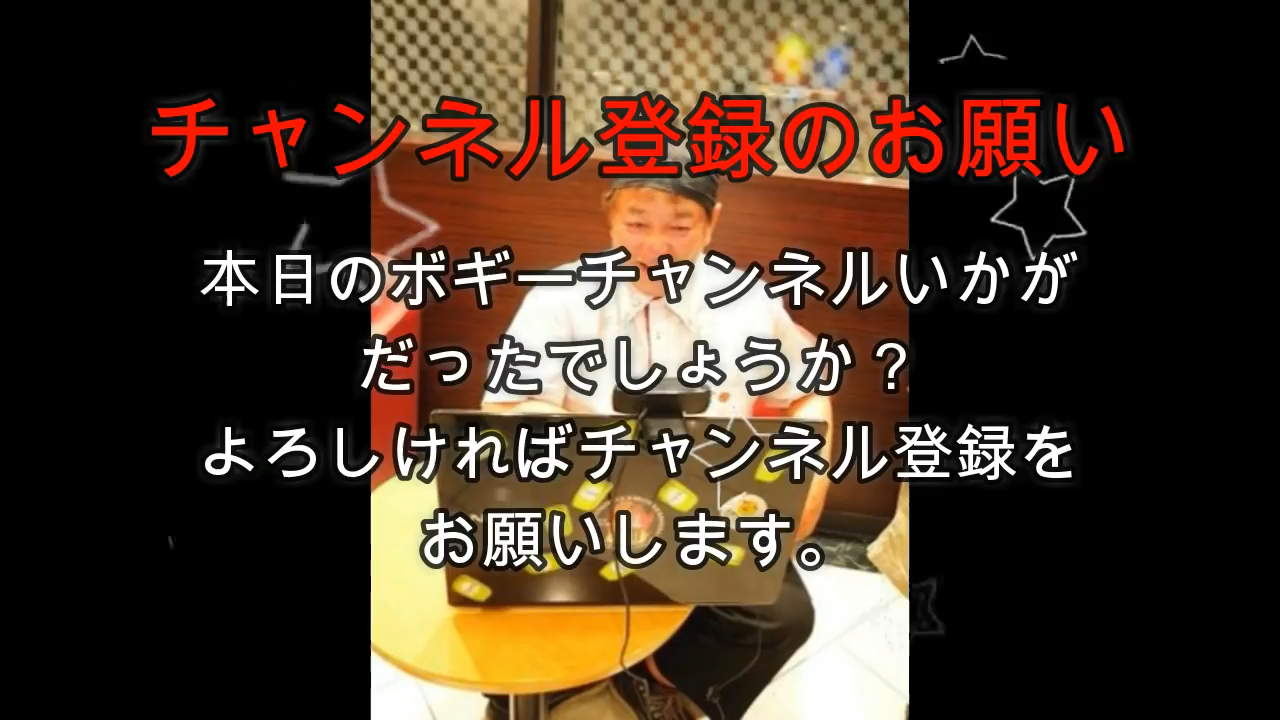 チャンネル登録のお願い
本日のボギーチャンネルいかが
だったでしょうか？
よろしければチャンネル登録を
お願いします。